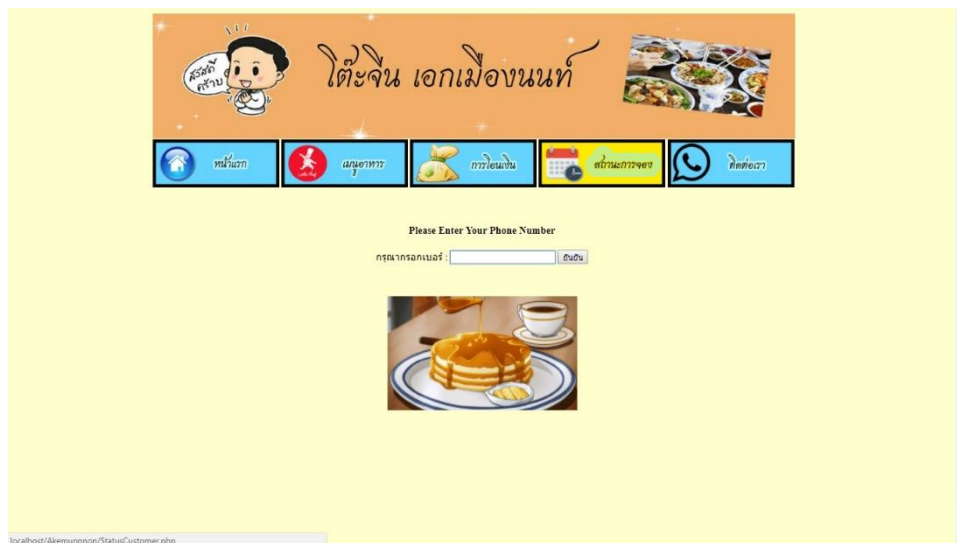 สวัสดี
คร้าบ
โต๊ะจีน เอกเมืองนนท์
หน้าแรก
เมนูอาหาร
การโอนเงิน
สถานะการจอง
ติดต่อเรา
Please Enter Your Phone Number
กรุณากรอกเบอร์ :
ยืนยัน
localhost/Akemungnon/StatusCustomer.php